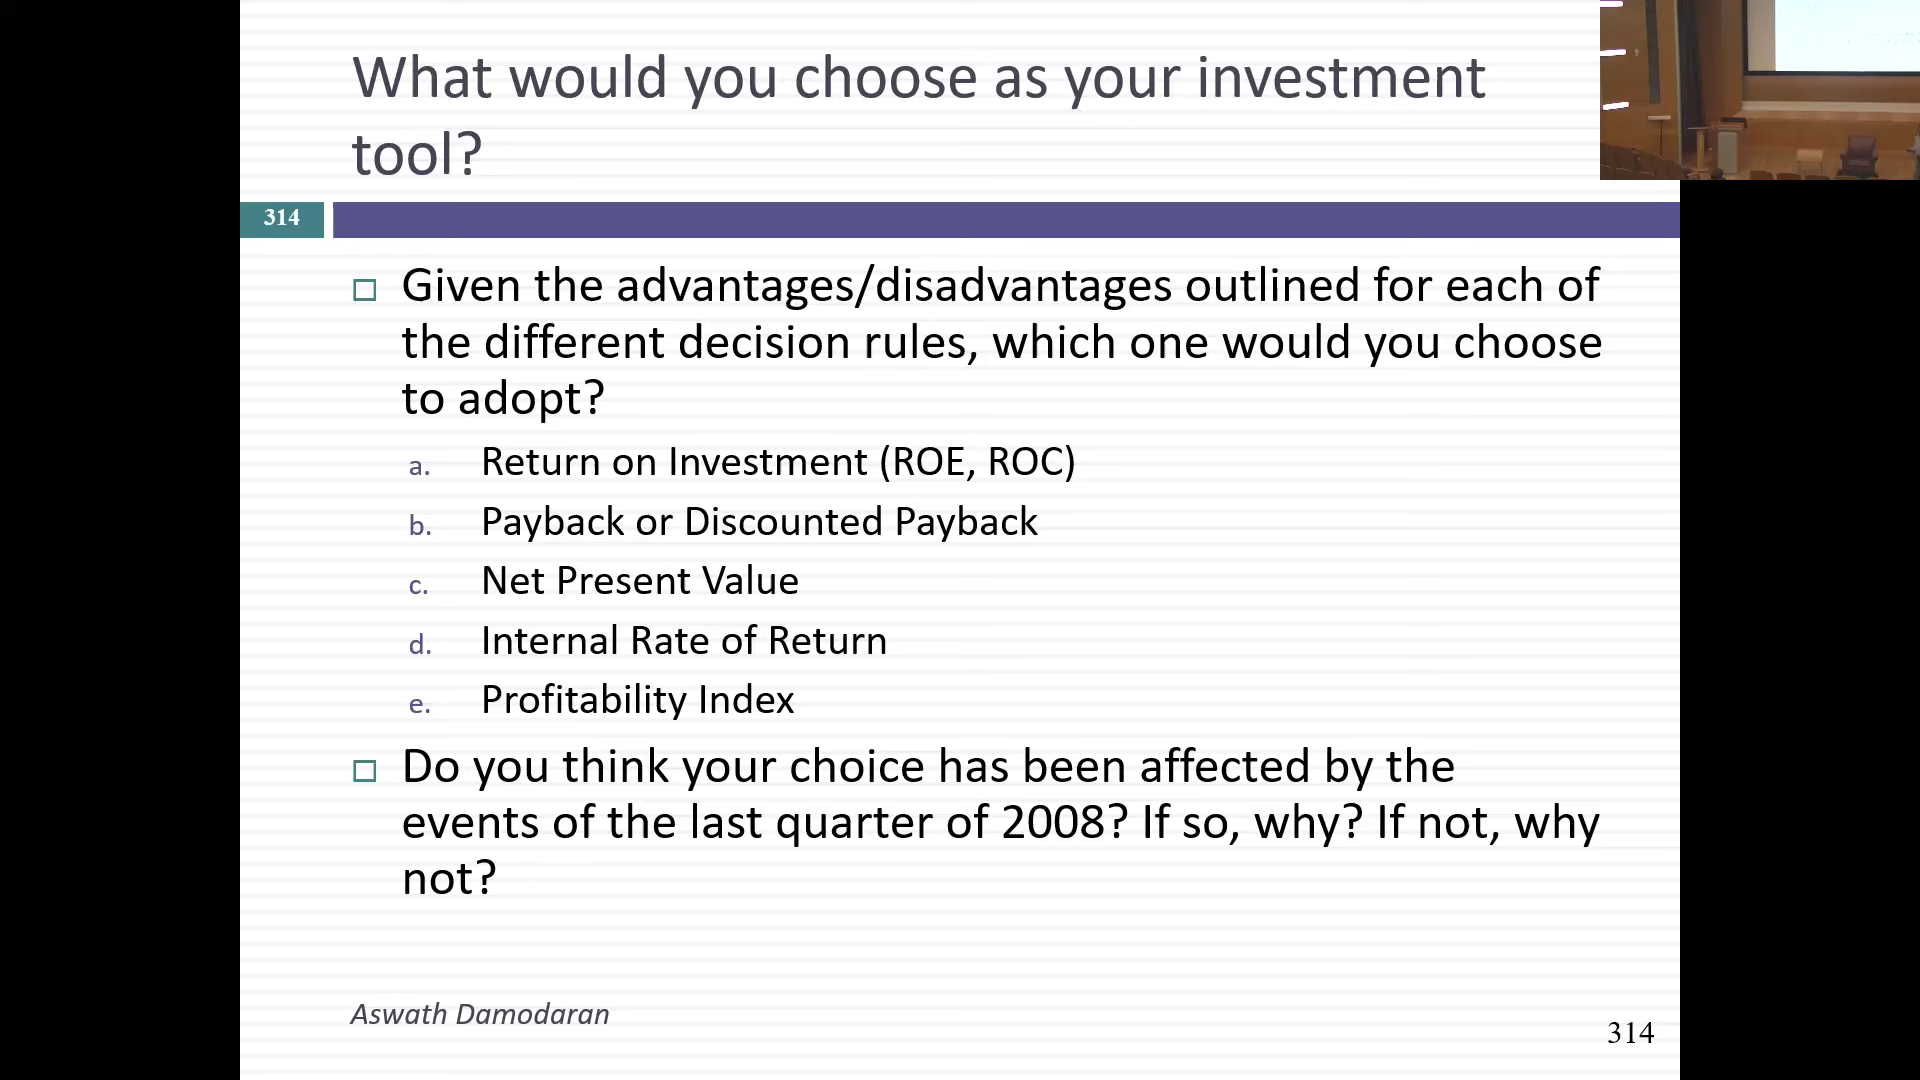 What would you choose as your investment
tool?
314
Given the advantages/disadvantages outlined for each of
the different decision rules, which one would you choose
to adopt?
a. Return on Investment (ROE, ROC)
b. Payback or Discounted Payback
c. Net Present Value
d. Internal Rate of Return
e. Profitability Index
Do you think your choice has been affected by the
events of the last quarter of 2008? If so, why? If not, why
not?
Aswath Damodaran
314